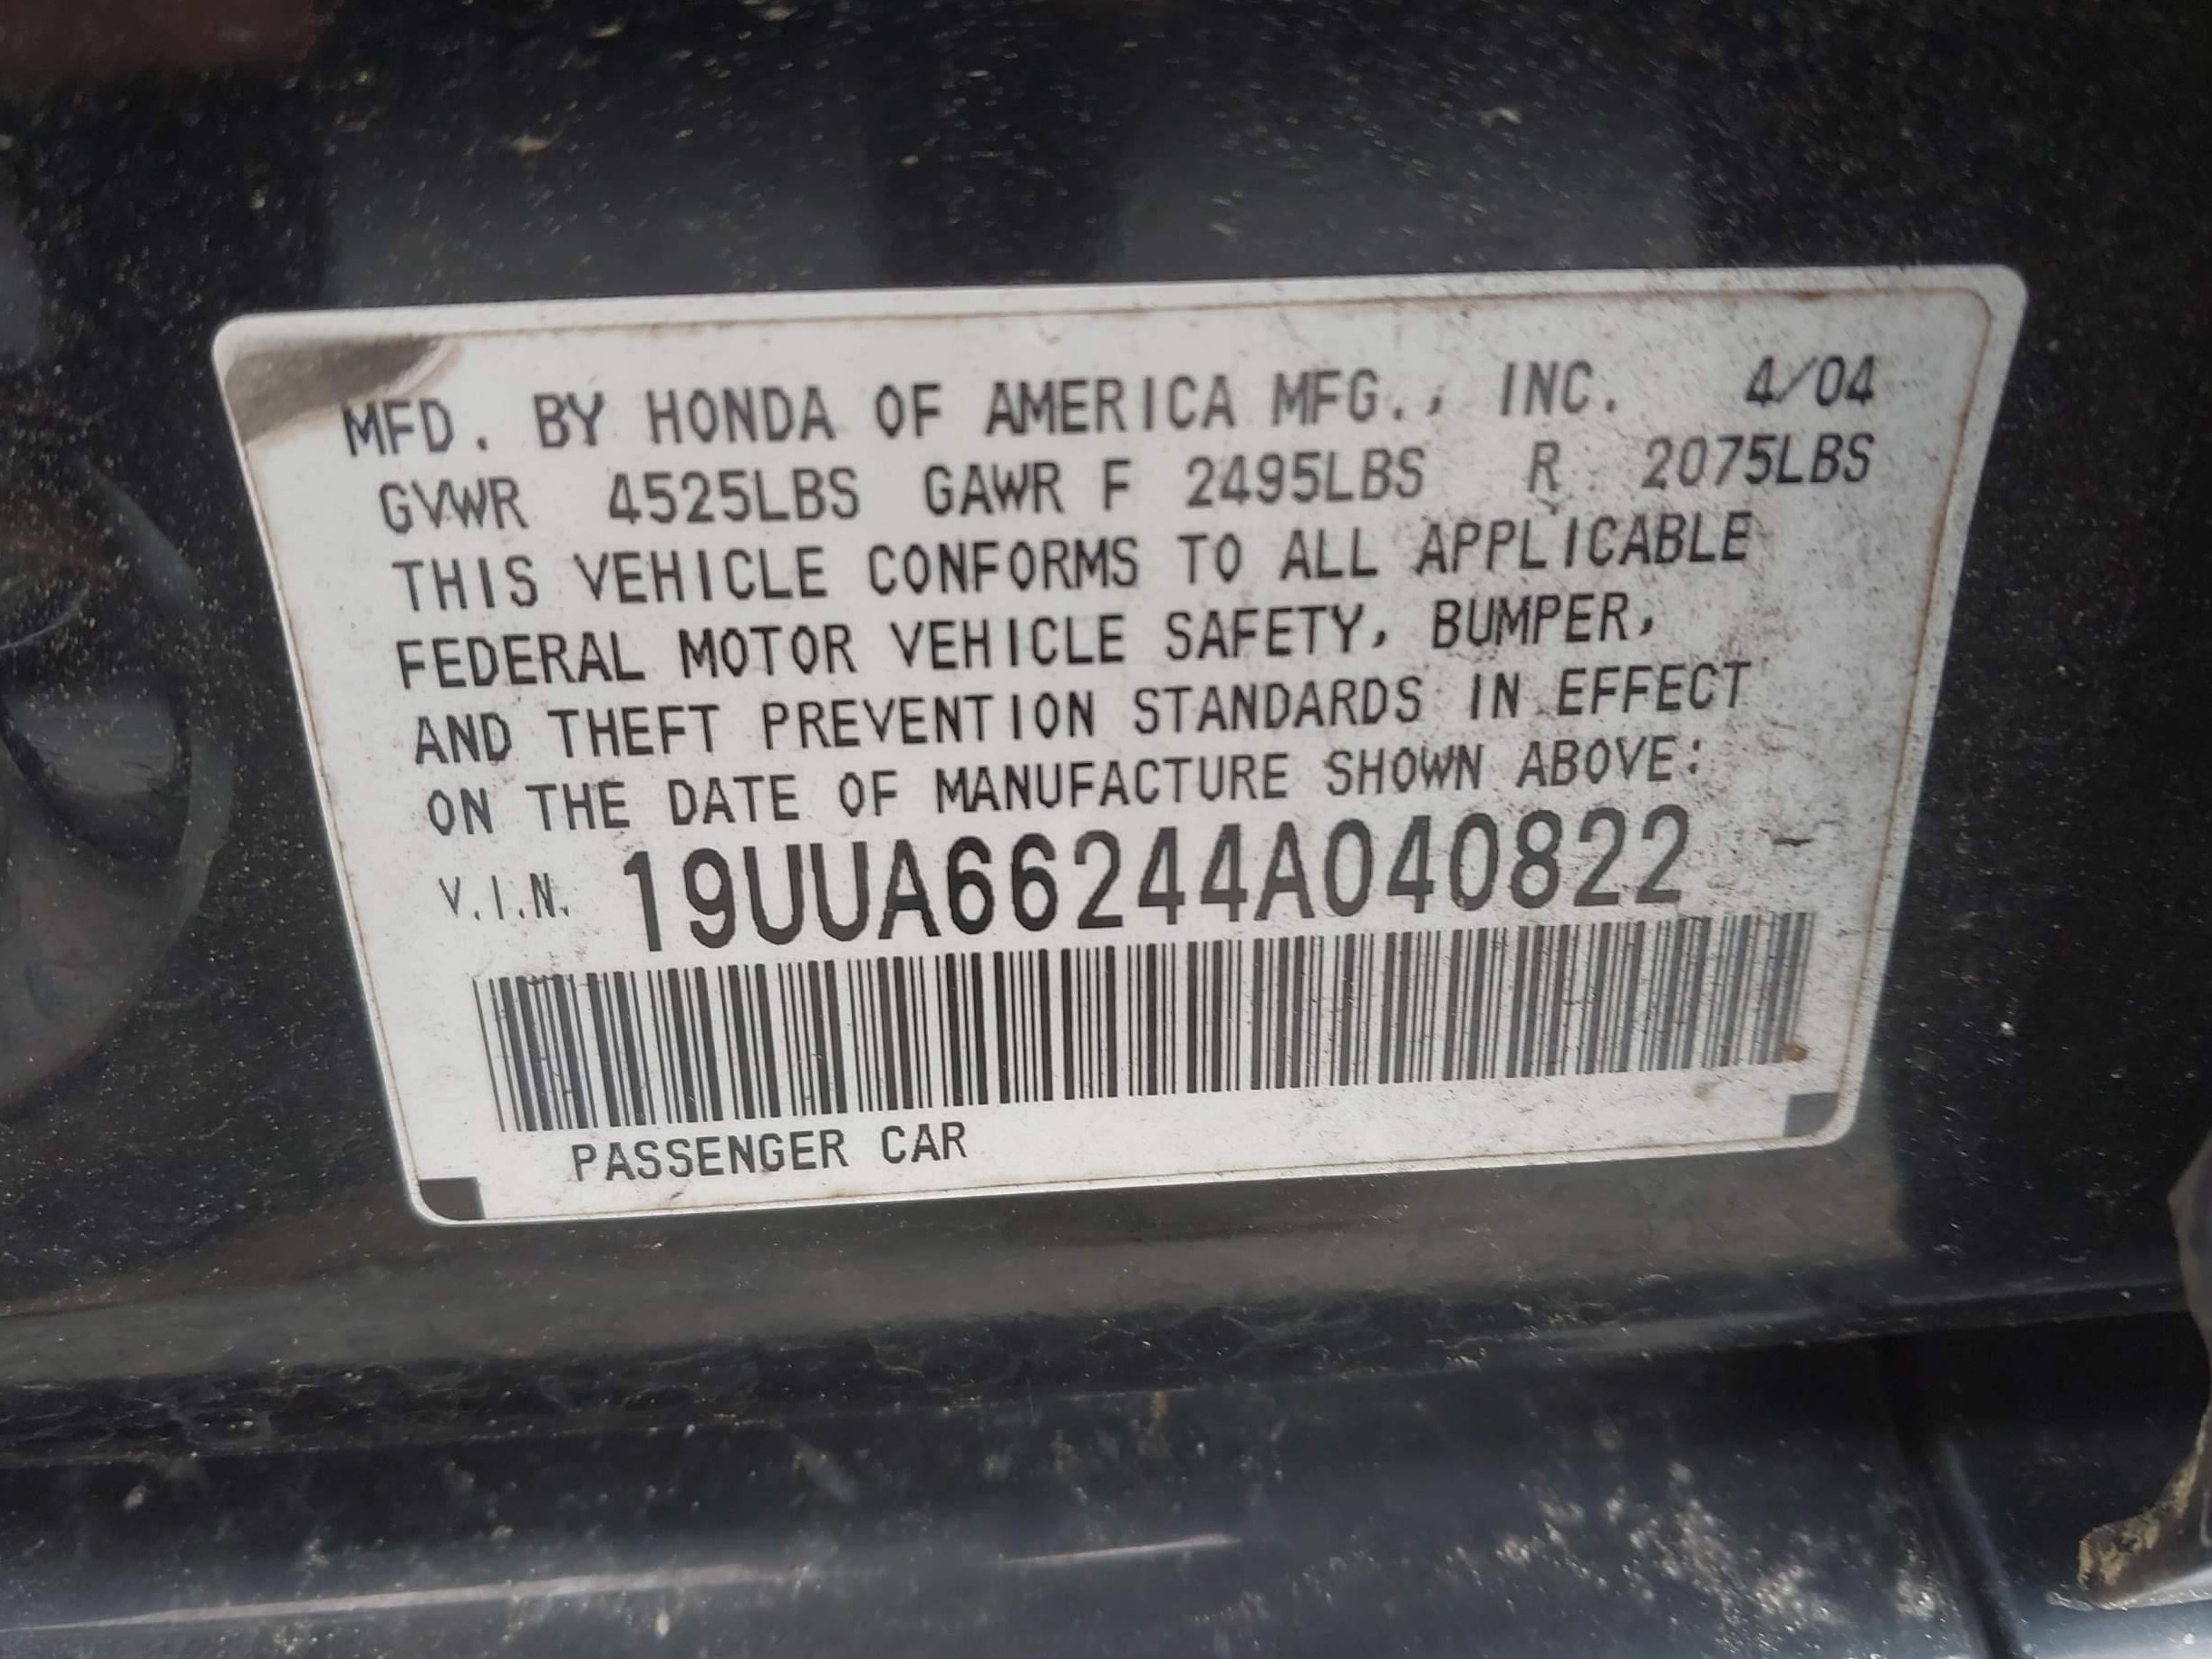 MFD. BY HONDA OF AMERICA MFG., INC. 4/04
GVWR 4525LBS GAWR F 2495LBS R 2075LBS
THIS VEHICLE CONFORMS TO ALL APPLICABLE
FEDERAL MOTOR VEHICLE SAFETY, BUMPER,
AND THEFT PREVENTION STANDARDS IN EFFECT
ON THE DATE OF MANUFACTURE SHOWN ABOVE:
V.I.N. 19UUA66244A040822
PASSENGER CAR